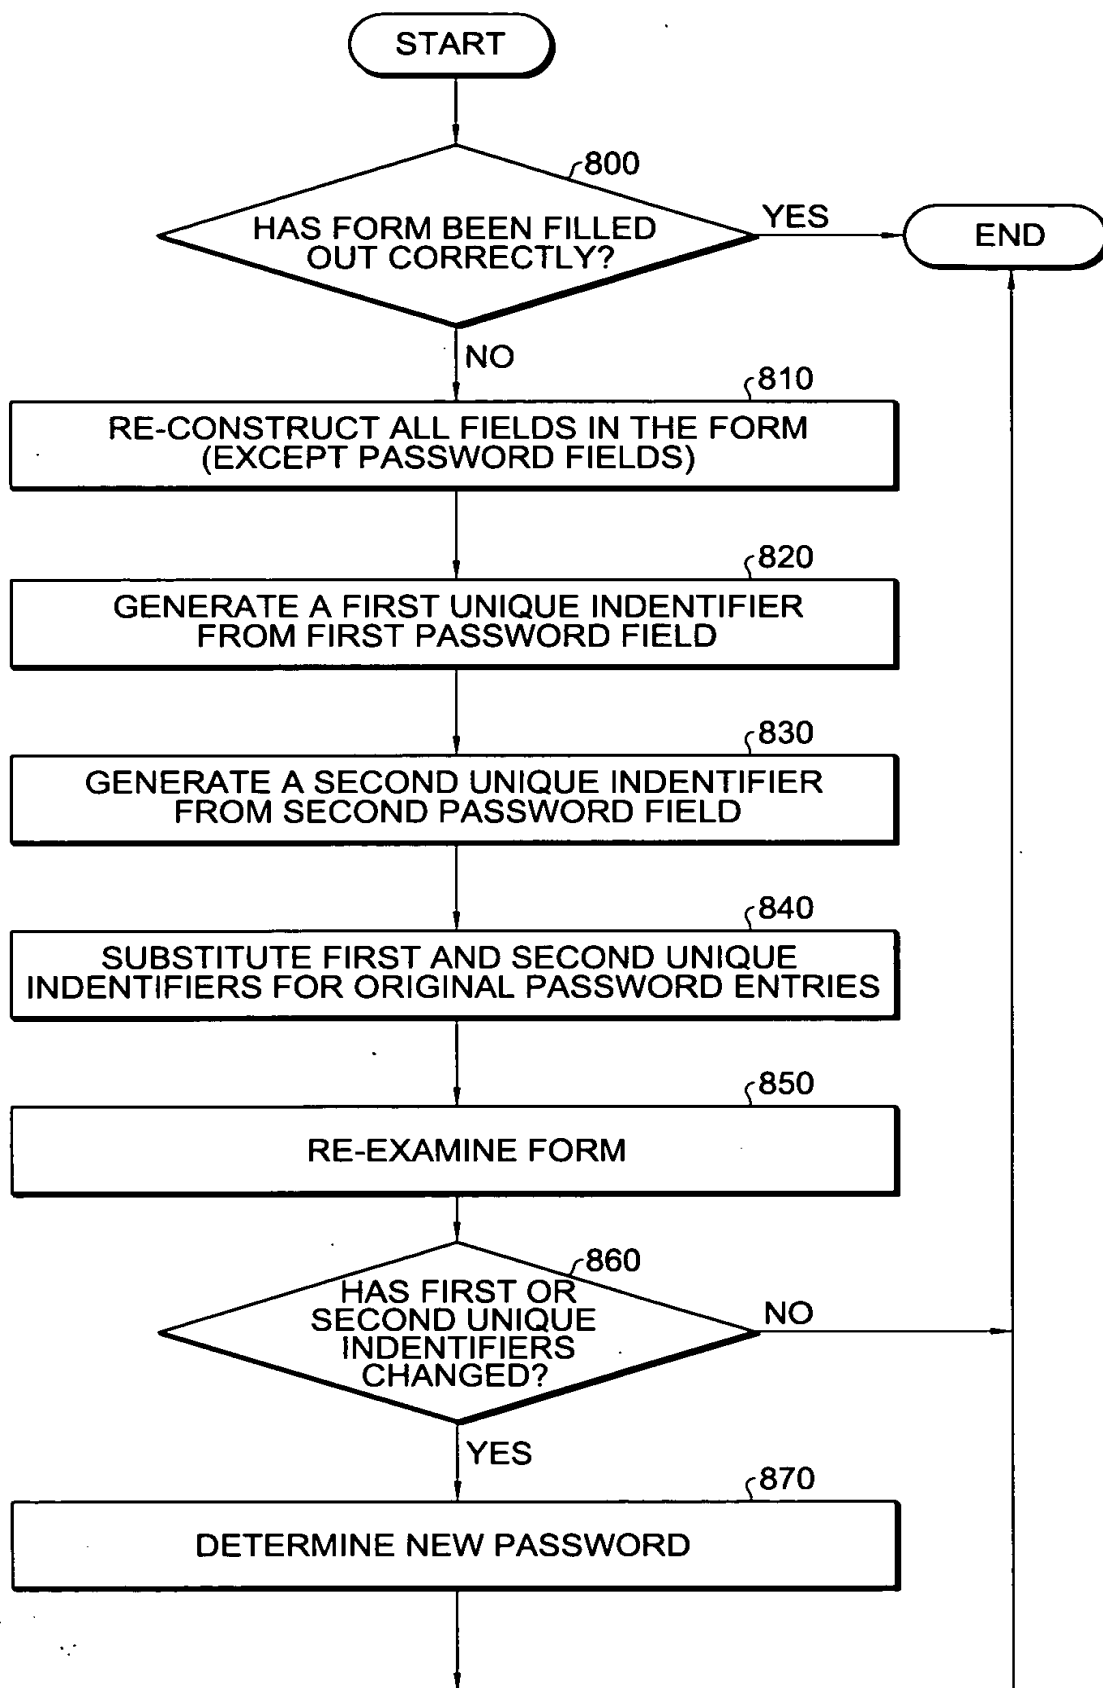 START
800
HAS FORM BEEN FILLED
OUT CORRECTLY?
YES
END
NO
810
RE-CONSTRUCT ALL FIELDS IN THE FORM
(EXCEPT PASSWORD FIELDS)
820
GENERATE A FIRST UNIQUE INDENTIFIER
FROM FIRST PASSWORD FIELD
830
GENERATE A SECOND UNIQUE INDENTIFIER
FROM SECOND PASSWORD FIELD
840
SUBSTITUTE FIRST AND SECOND UNIQUE
INDENTIFIERS FOR ORIGINAL PASSWORD ENTRIES
850
RE-EXAMINE FORM
860
HAS FIRST OR
SECOND UNIQUE
INDENTIFIERS
CHANGED?
NO
YES
870
DETERMINE NEW PASSWORD